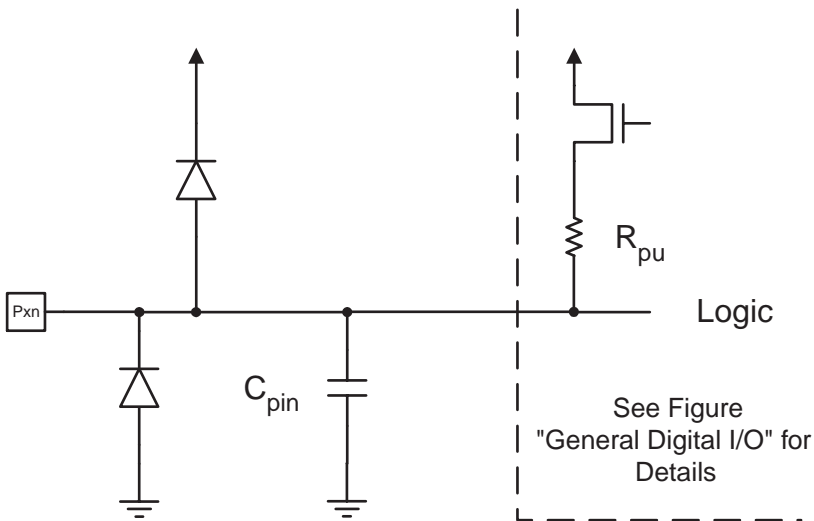 R
pu
Pxn
Logic
C
pin
See Figure
"General Digital I/O" for
Details